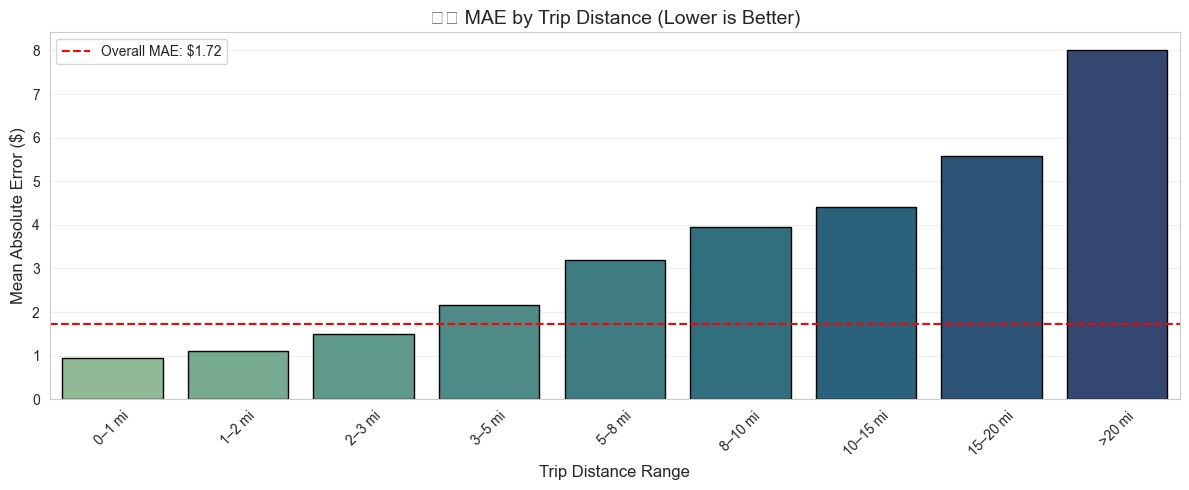 ▯▯ MAE by Trip Distance (Lower is Better)
Overall MAE: $1.72
Mean Absolute Error ($)
8
7
6
5
4
3
2
1
0
0–1 mi
1–2 mi
2–3 mi
3–5 mi
5–8 mi
8–10 mi
10–15 mi
15–20 mi
>20 mi
Trip Distance Range